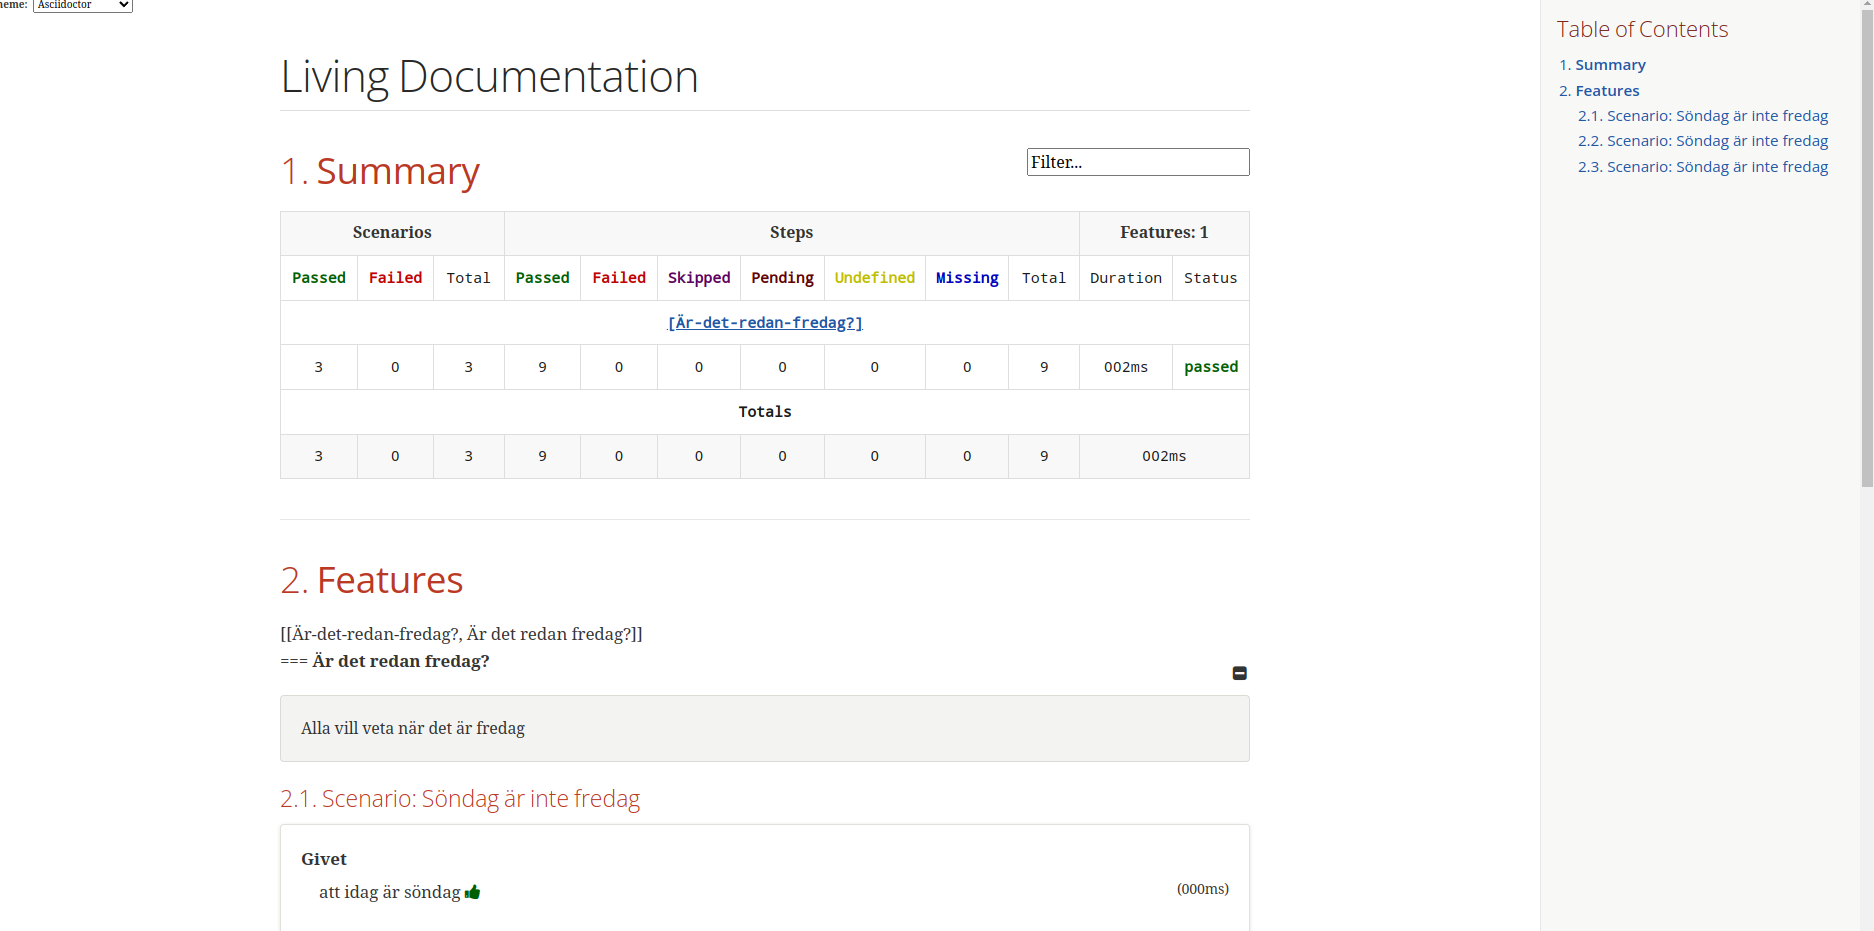 heme: Asciidoctor
Living Documentation
1. Summary
Filter...
Scenarios Steps Features: 1
Passed Failed Total Passed Failed Skipped Pending Undefined Missing Total Duration Status
[Är-det-redan-fredag?]
3 0 3 9 0 0 0 0 0 9 002ms passed
Totals
3 0 3 9 0 0 0 0 0 9 002ms
2. Features
[[Är-det-redan-fredag?, Är det redan fredag?]]
=== Är det redan fredag?
Alla vill veta när det är fredag
2.1. Scenario: Söndag är inte fredag
Givet
att idag är söndag (000ms)
Table of Contents
1. Summary
2. Features
2.1. Scenario: Söndag är inte fredag
2.2. Scenario: Söndag är inte fredag
2.3. Scenario: Söndag är inte fredag